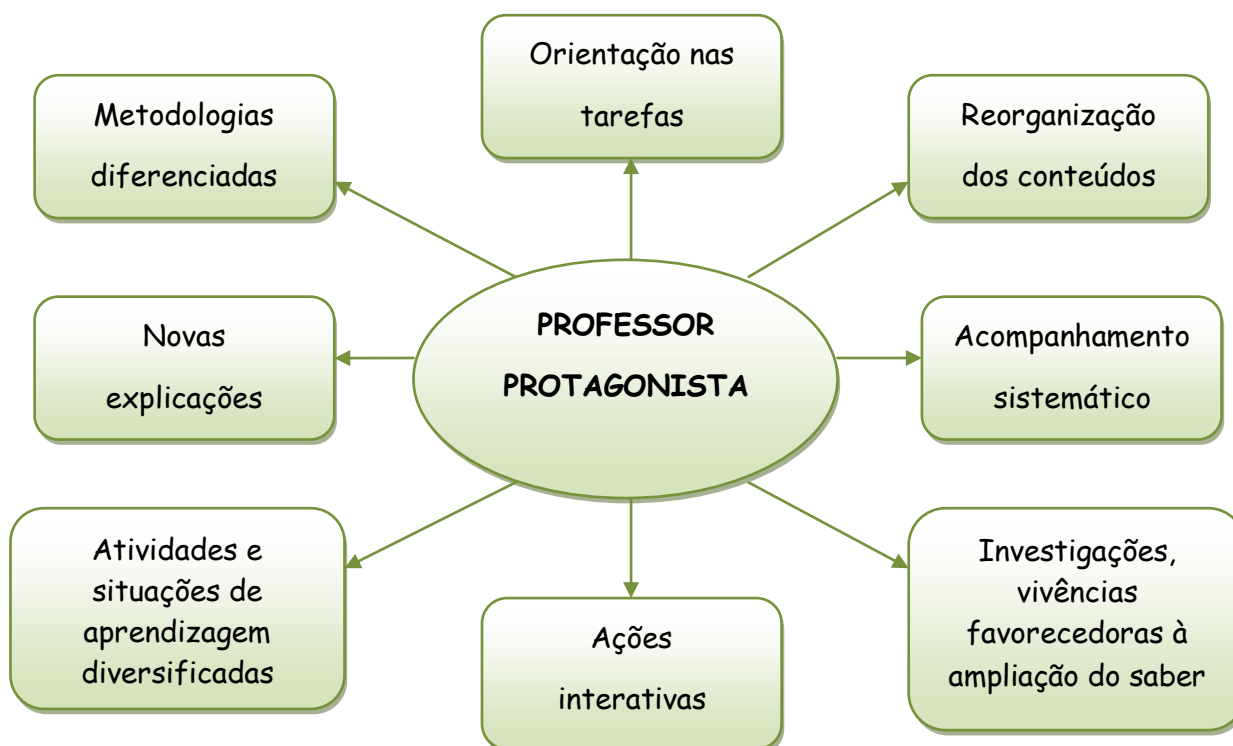 Orientação nas
tarefas
Metodologias
diferenciadas
Reorganização
dos conteúdos
PROFESSOR
PROTAGONISTA
Novas
explicações
Acompanhamento
sistemático
Atividades e
situações de
aprendizagem
diversificadas
Ações
interativas
Investigações,
vivências
favorecedoras à
ampliação do saber